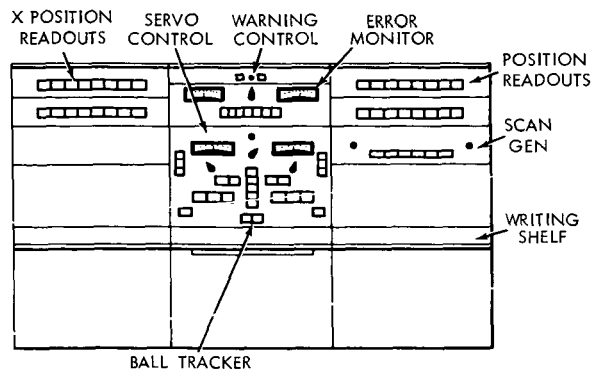 X POSITION
READOUTS
SERVO
CONTROL
WARNING
CONTROL
ERROR
MONITOR
POSITION
READOUTS
SCAN
GEN
WRITING
SHELF
BALL TRACKER